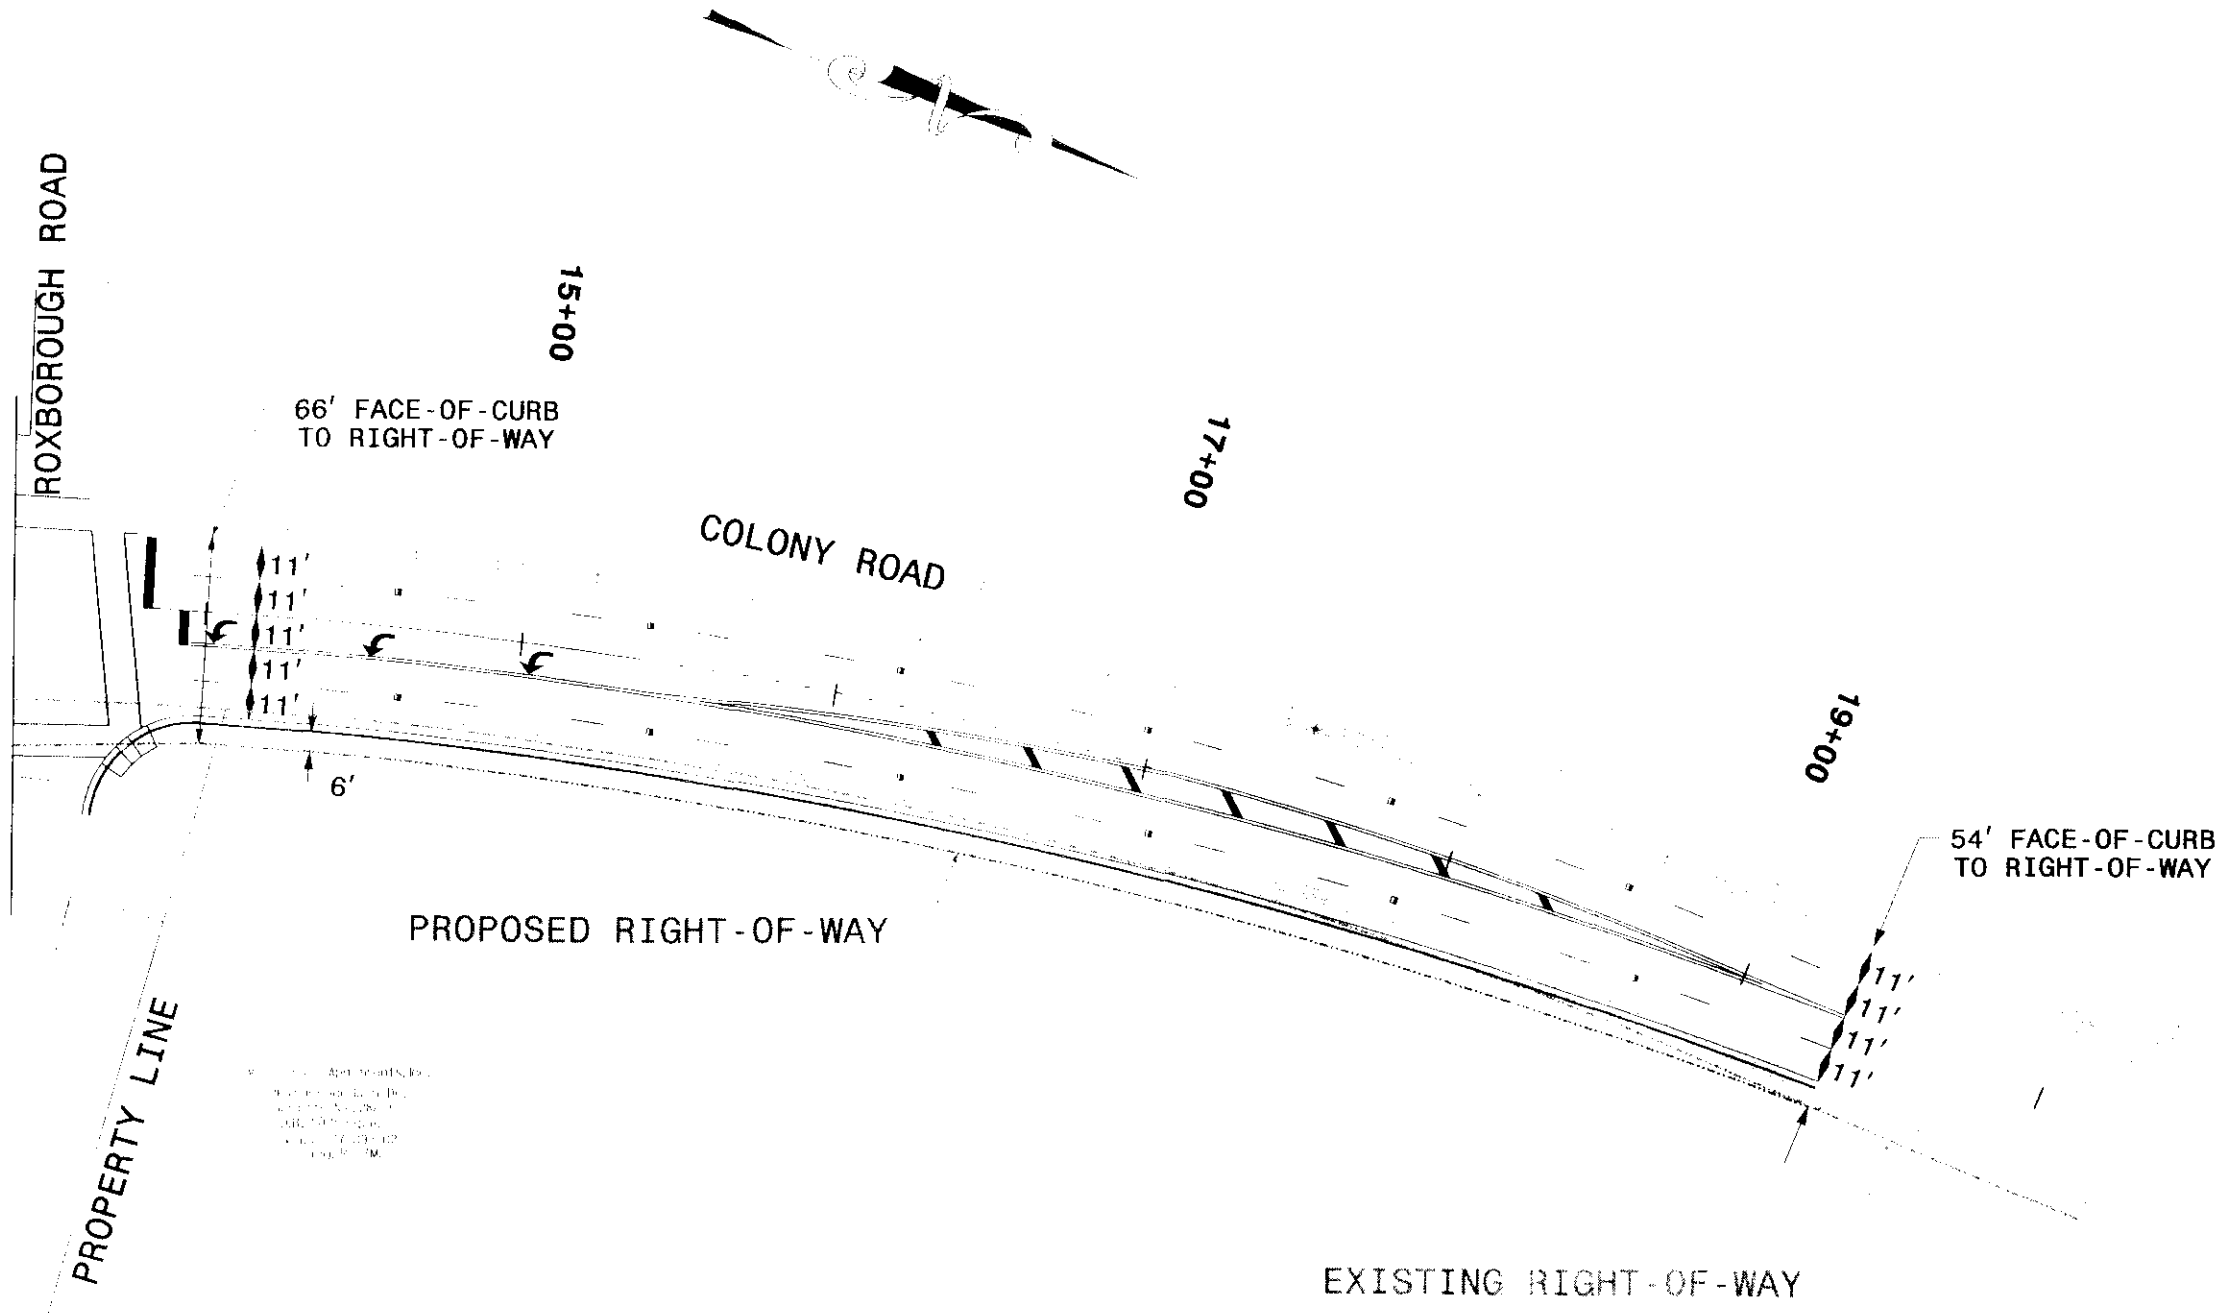 ROXBOROUGH ROAD
15+00
66' FACE-OF-CURB
TO RIGHT-OF-WAY
17+00
COLONY ROAD
11'
11'
11'
11'
11'
6'
19+00
54' FACE-OF-CURB
TO RIGHT-OF-WAY
11'
11'
11'
11'
PROPOSED RIGHT-OF-WAY
PROPERTY LINE
EXISTING RIGHT-OF-WAY